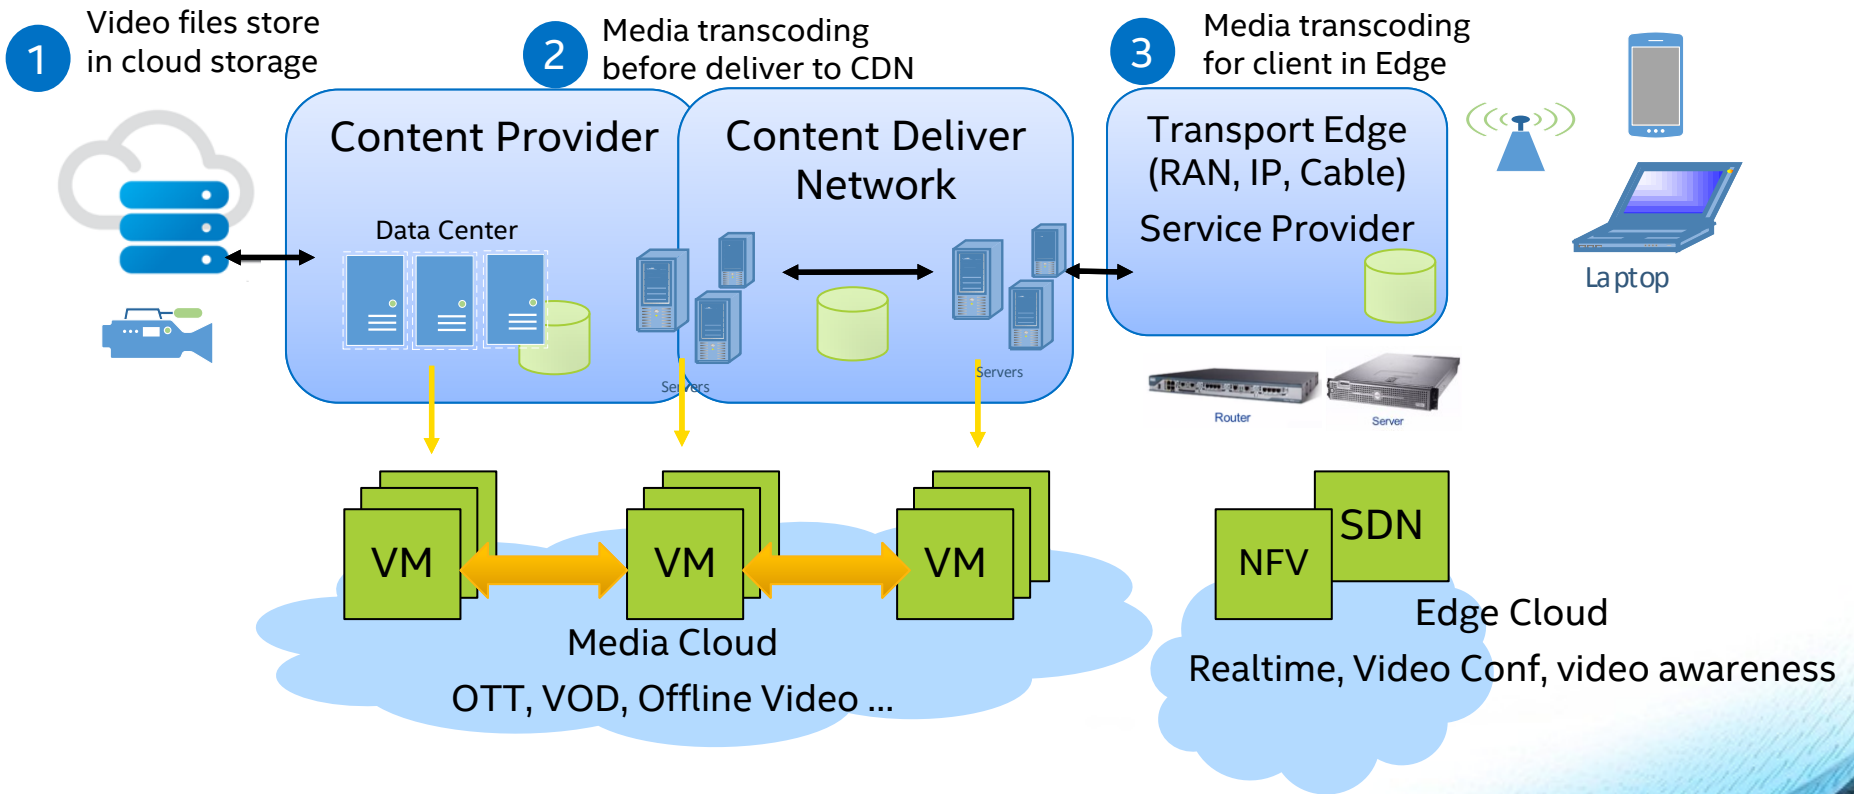 1
Video files store
in cloud storage
2
Media transcoding
before deliver to CDN
3
Media transcoding
for client in Edge
Content Provider
Data Center
Servers
Content Deliver
Network
Servers
Transport Edge
(RAN, IP, Cable)
Service Provider
Laptop
Router
Server
VM
VM
VM
Media Cloud
OTT, VOD, Offline Video ...
NFV
SDN
Edge Cloud
Realtime, Video Conf, video awareness